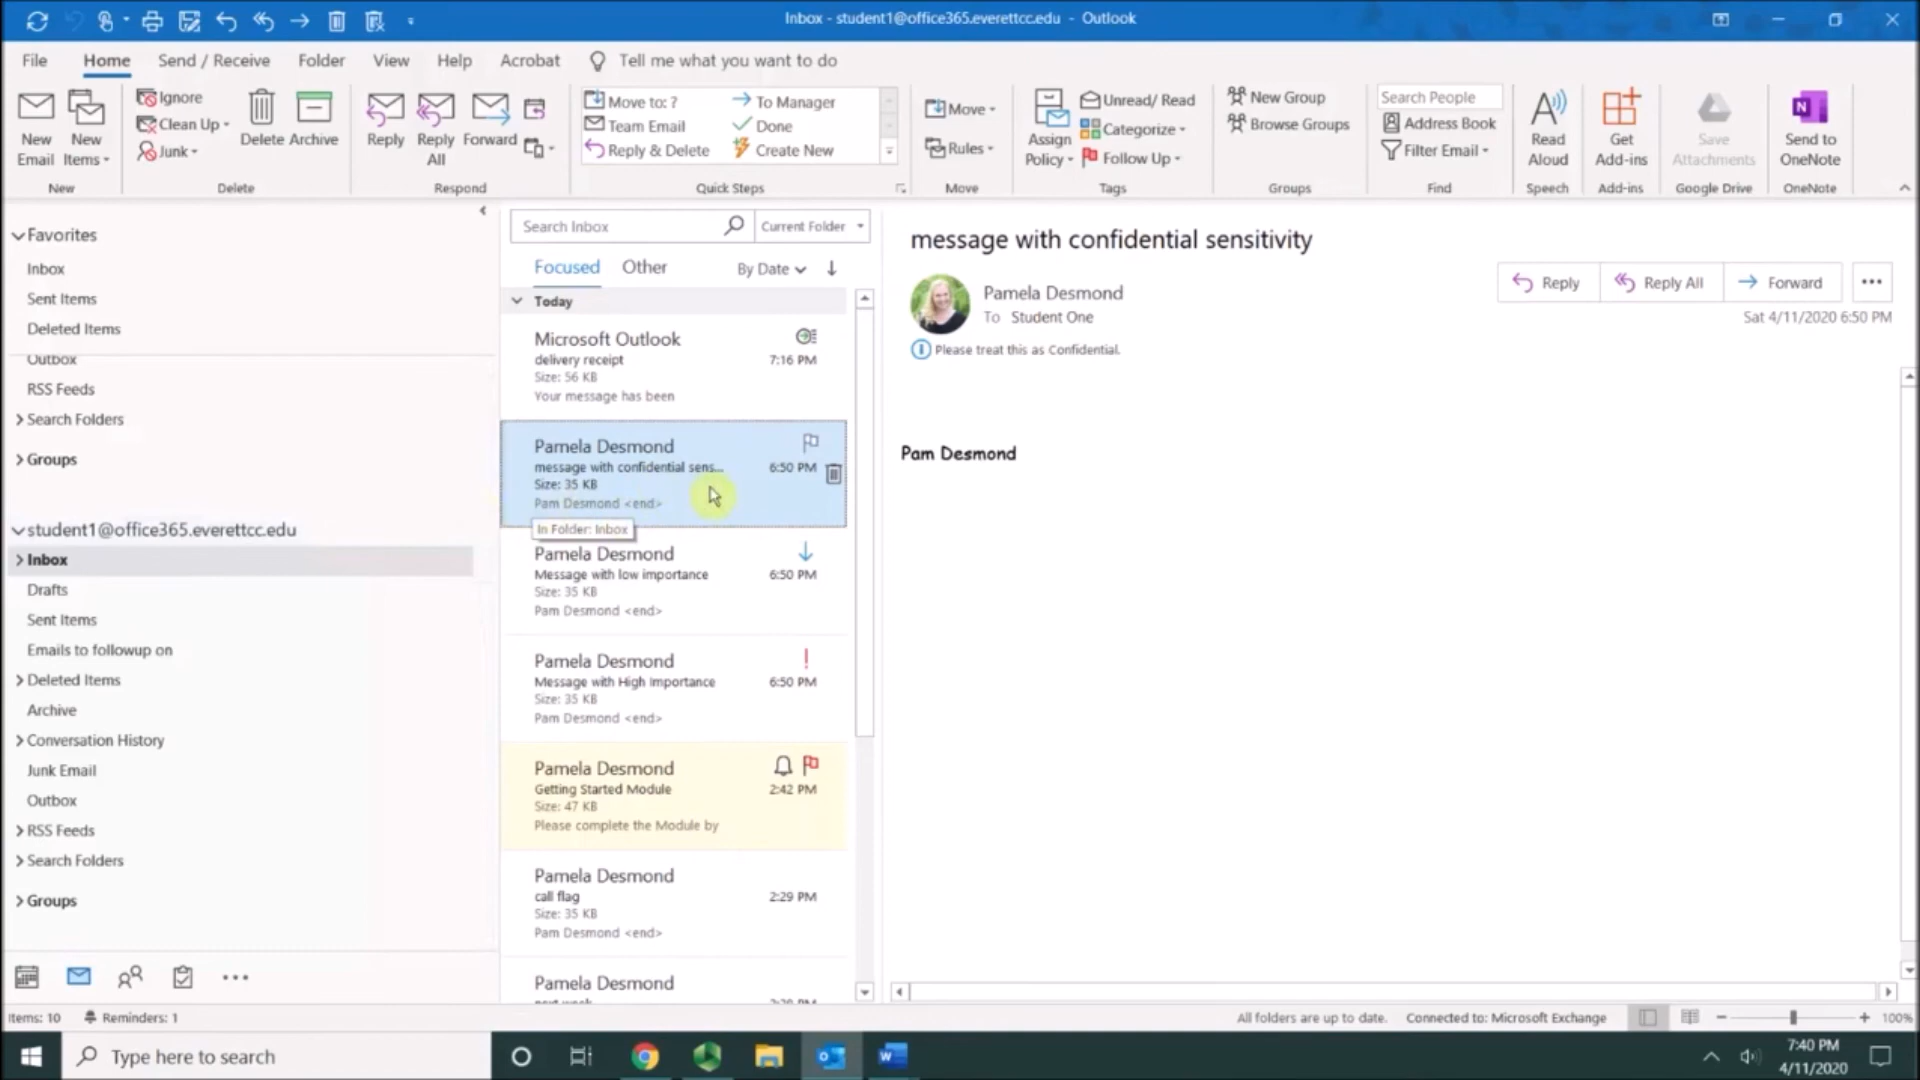 Inbox - student1@office365.everettcc.edu - Outlook
File Home Send / Receive Folder View Help Acrobat Tell me what you want to do
New Email
New Items
New
Ignore
Clean Up
Junk
Delete
Archive
Delete
Reply
Reply All
Forward
Respond
Move to: ?
Team Email
Reply & Delete
To Manager
Done
Create New
Quick Steps
Move
Rules
Move
Assign Policy
Unread/ Read
Categorize
Follow Up
Tags
New Group
Browse Groups
Groups
Search People
Address Book
Filter Email
Find
Read Aloud
Speech
Get Add-ins
Add-ins
Save Attachments
Google Drive
Send to OneNote
OneNote
Favorites
Inbox
Sent Items
Deleted Items
Outbox
RSS Feeds
Search Folders
Groups
student1@office365.everettcc.edu
Inbox
Drafts
Sent Items
Emails to followup on
Deleted Items
Archive
Conversation History
Junk Email
Outbox
RSS Feeds
Search Folders
Groups
Search Inbox
Current Folder
Focused Other By Date
Today
Microsoft Outlook
delivery receipt 7:16 PM
Size: 56 KB
Your message has been
Pamela Desmond
message with confidential sens... 6:50 PM
Size: 35 KB
Pam Desmond <end>
In Folder: Inbox
Pamela Desmond
Message with low importance 6:50 PM
Size: 35 KB
Pam Desmond <end>
Pamela Desmond
Message with High Importance 6:50 PM
Size: 35 KB
Pam Desmond <end>
Pamela Desmond
Getting Started Module 2:42 PM
Size: 47 KB
Please complete the Module by
Pamela Desmond
call flag 2:29 PM
Size: 35 KB
Pam Desmond <end>
Pamela Desmond
message with confidential sensitivity
Pamela Desmond
To Student One
Please treat this as Confidential.
Reply Reply All Forward
Sat 4/11/2020 6:50 PM
Pam Desmond
Items: 10 Reminders: 1
All folders are up to date. Connected to: Microsoft Exchange 100%
Type here to search
7:40 PM
4/11/2020